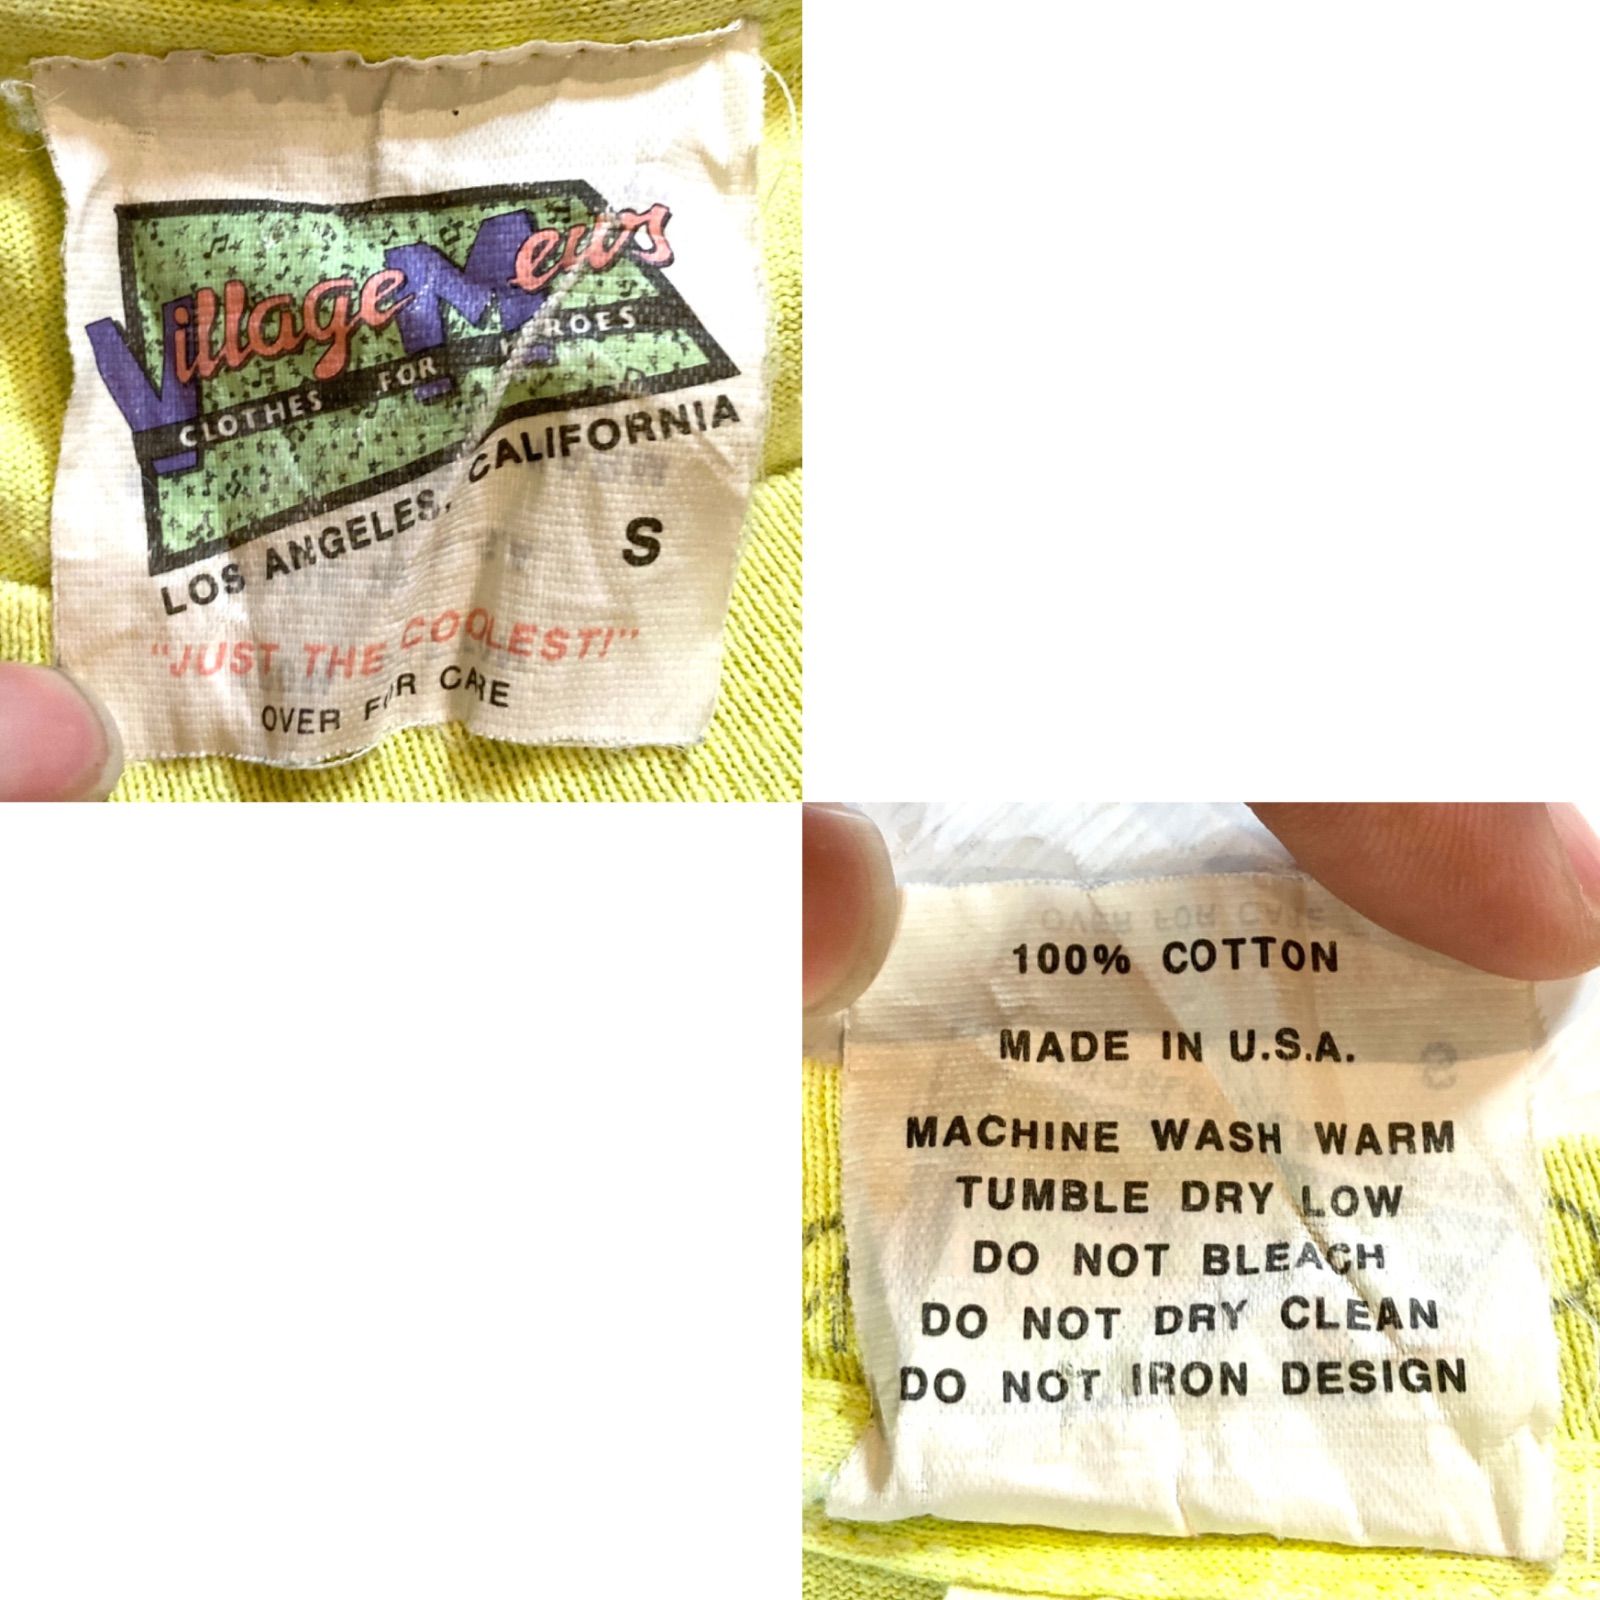 Village Mews
CLOTHES FOR HEROES
LOS ANGELES, CALIFORNIA
S
"JUST THE COOLEST!"
OVER FOR CARE
100% COTTON
MADE IN U.S.A.
MACHINE WASH WARM
TUMBLE DRY LOW
DO NOT BLEACH
DO NOT DRY CLEAN
DO NOT IRON DESIGN